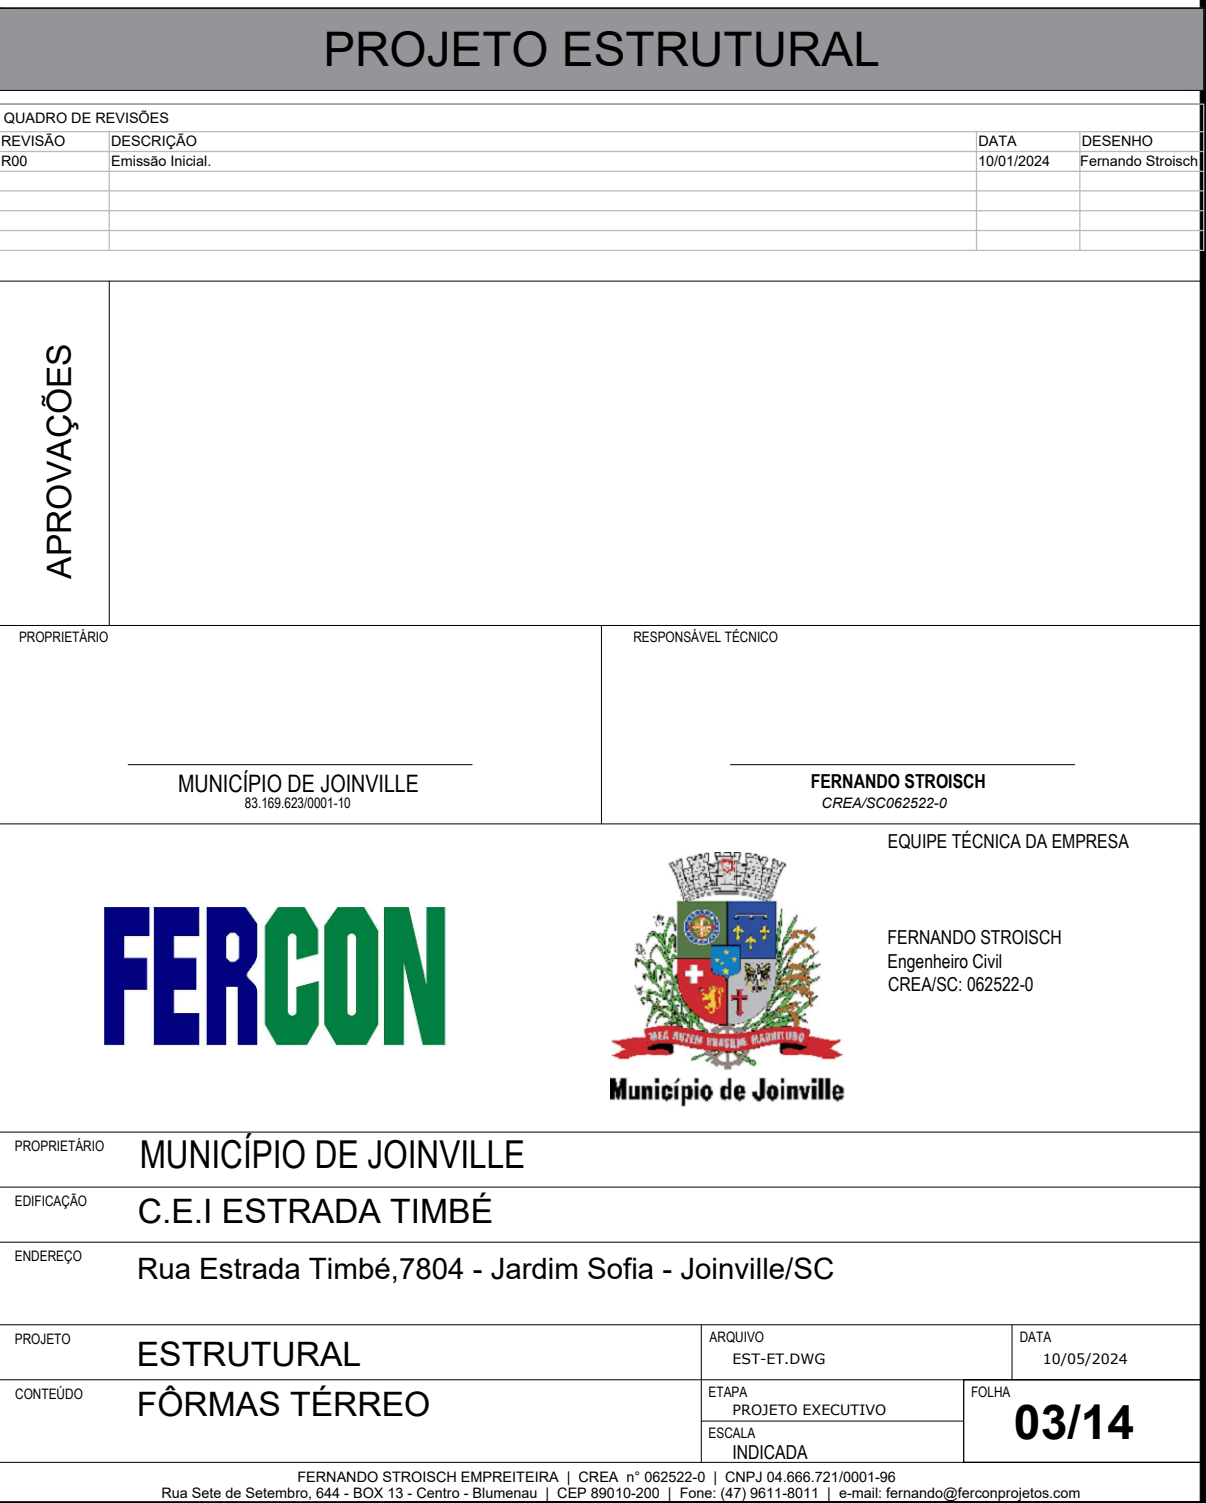 PROJETO ESTRUTURAL
QUADRO DE REVISÕES
REVISÃO DESCRIÇÃO DATA DESENHO
R00 Emissão Inicial. 10/01/2024 Fernando Stroisch
APROVAÇÕES
PROPRIETÁRIO
MUNICÍPIO DE JOINVILLE
83.169.623/0001-10
RESPONSÁVEL TÉCNICO
FERNANDO STROISCH
CREA/SC062522-0
FERCON
Município de Joinville
EQUIPE TÉCNICA DA EMPRESA
FERNANDO STROISCH
Engenheiro Civil
CREA/SC: 062522-0
PROPRIETÁRIO MUNICÍPIO DE JOINVILLE
EDIFICAÇÃO C.E.I ESTRADA TIMBÉ
ENDEREÇO Rua Estrada Timbé,7804 - Jardim Sofia - Joinville/SC
PROJETO ESTRUTURAL
ARQUIVO
EST-ET.DWG
DATA
10/05/2024
CONTEÚDO FÔRMAS TÉRREO
ETAPA
PROJETO EXECUTIVO
ESCALA
INDICADA
FOLHA
03/14
FERNANDO STROISCH EMPREITEIRA | CREA n° 062522-0 | CNPJ 04.666.721/0001-96
Rua Sete de Setembro, 644 - BOX 13 - Centro - Blumenau | CEP 89010-200 | Fone: (47) 9611-8011 | e-mail: fernando@ferconprojetos.com